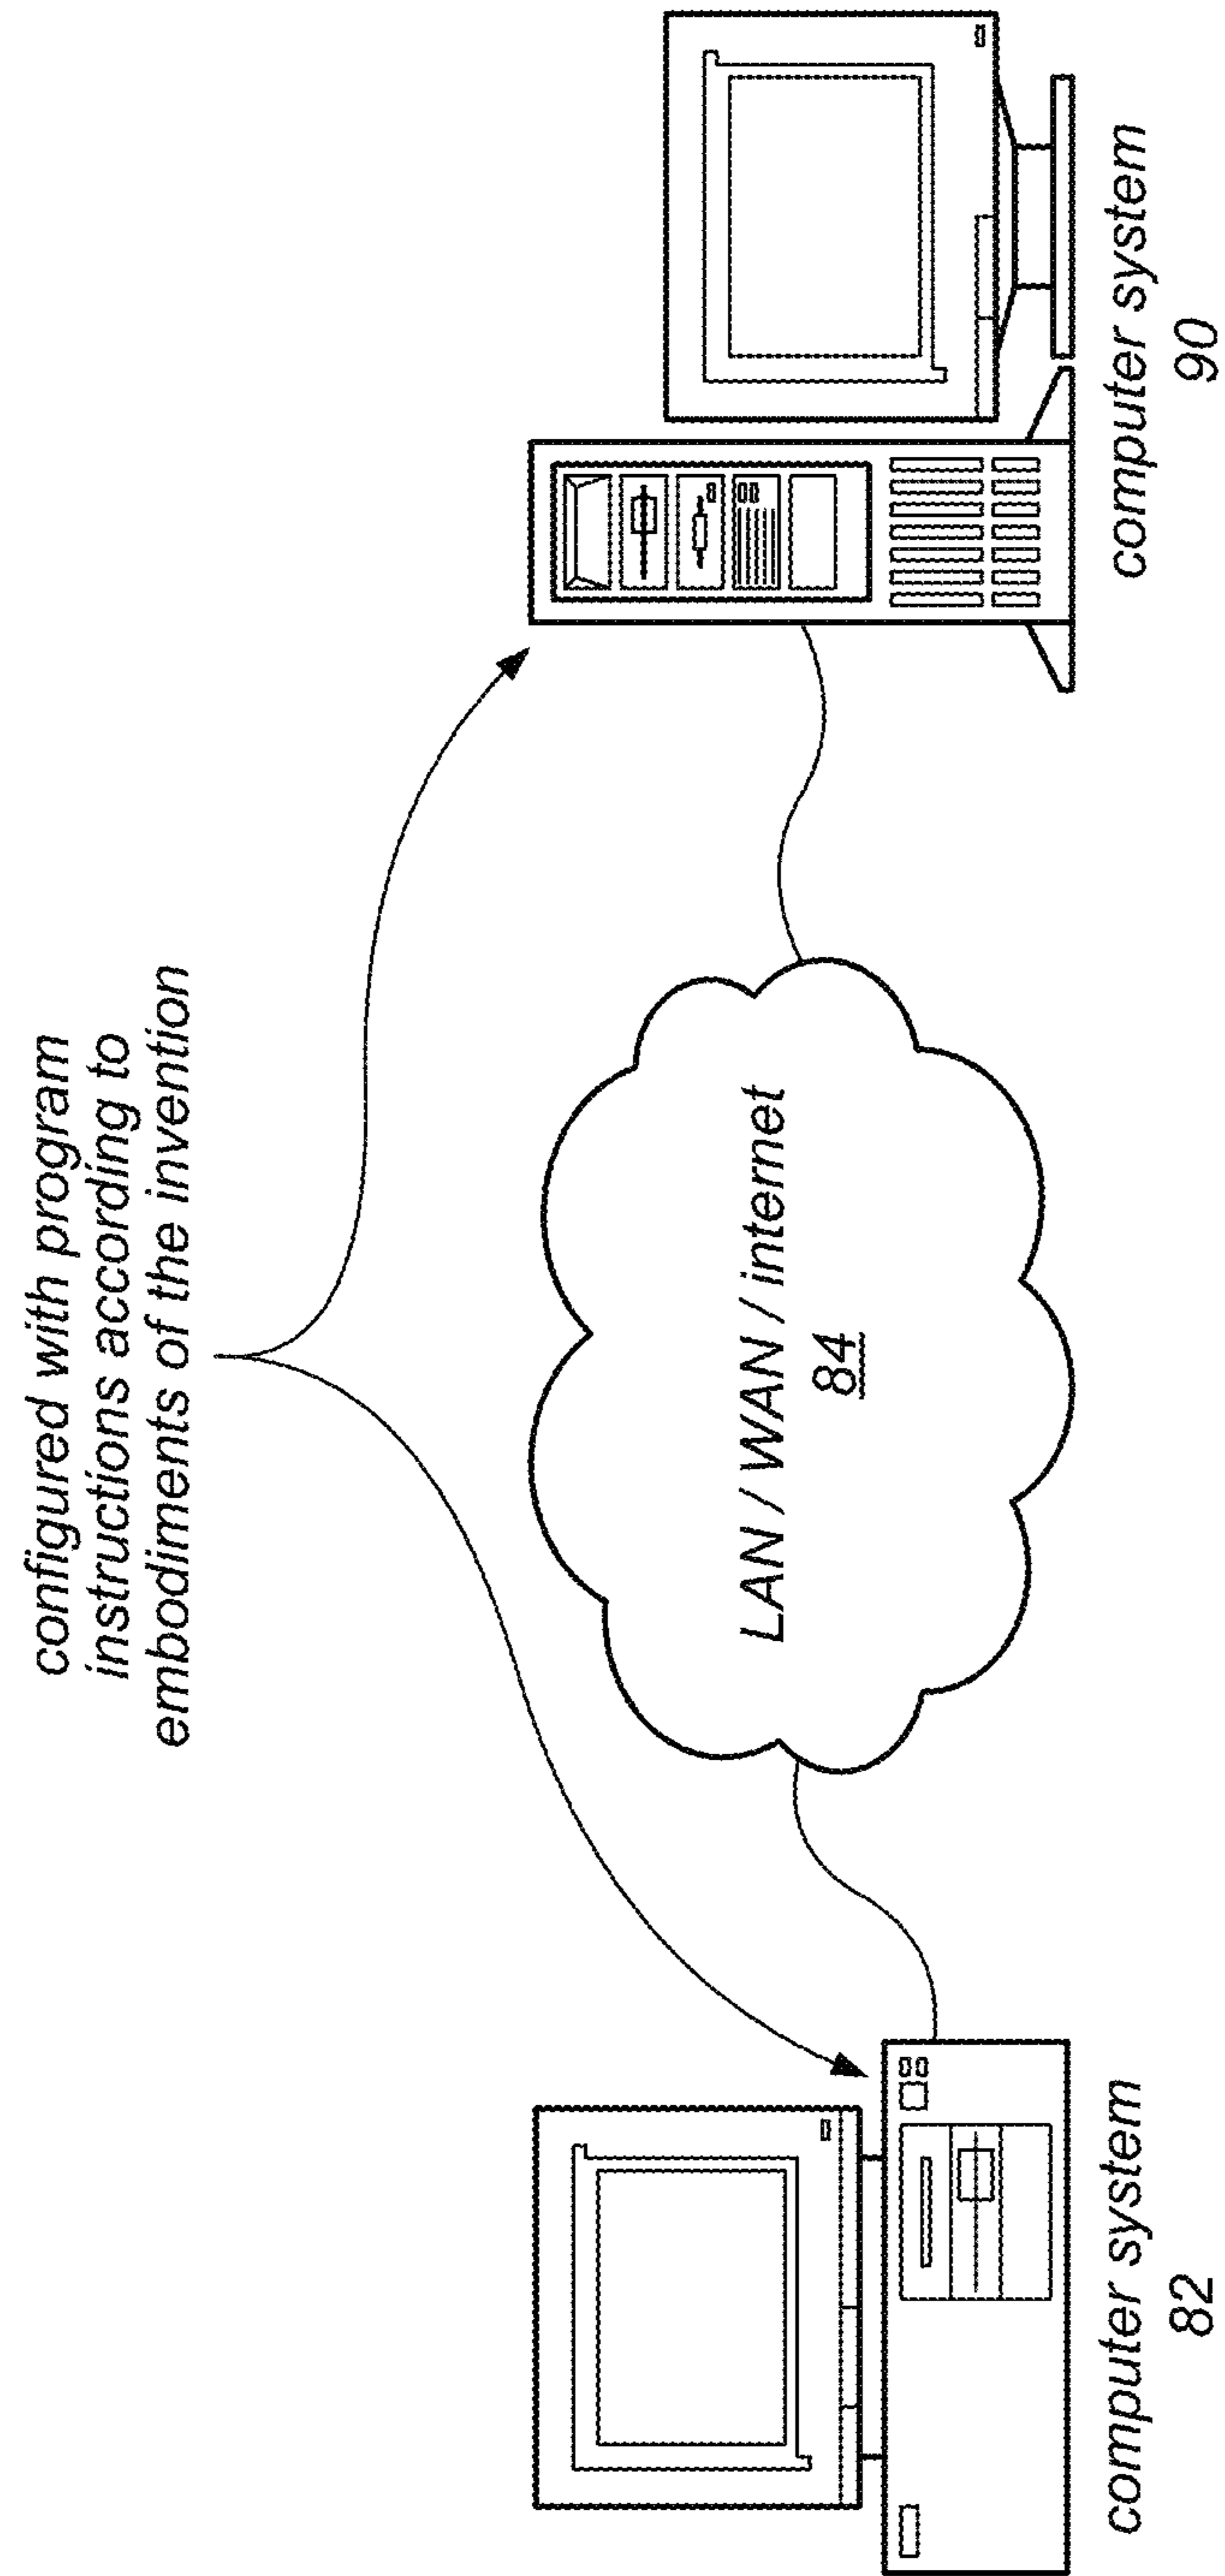 configured with program
instructions according to
embodiments of the invention
LAN / WAN / internet
84
computer system
82
computer system
90